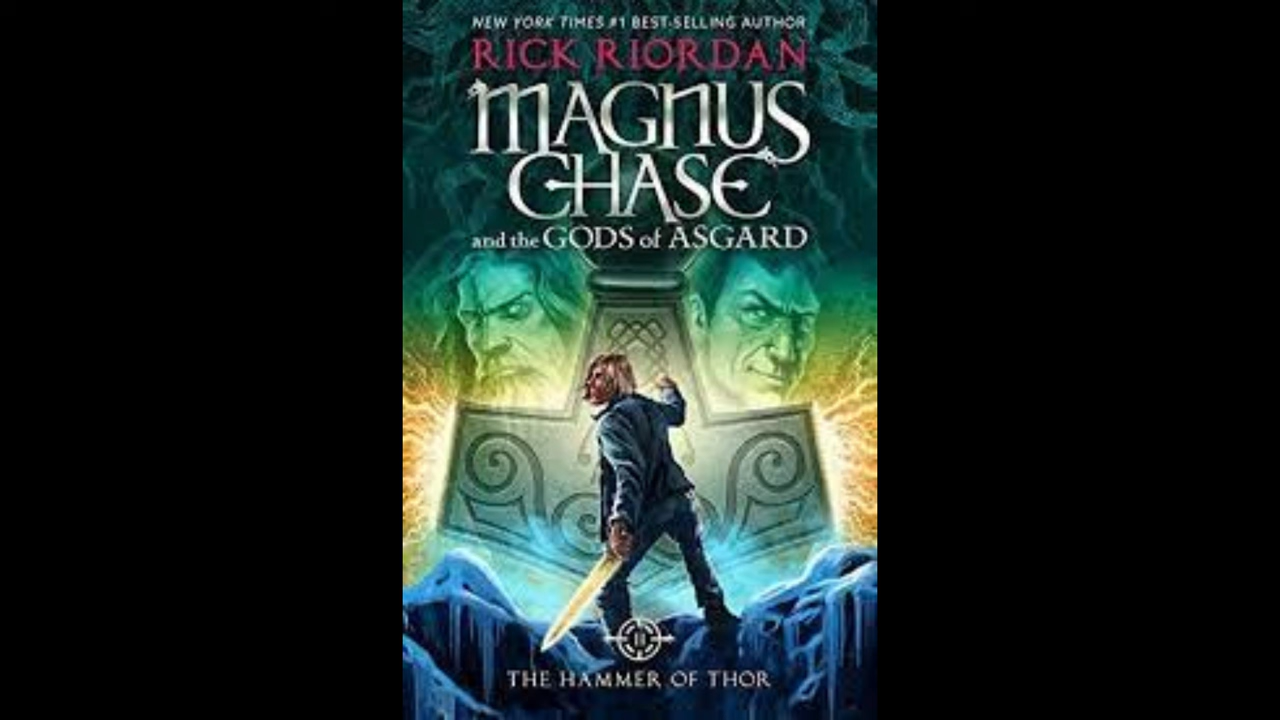 NEW YORK TIMES #1 BEST-SELLING AUTHOR
RICK RIORDAN
MAGNUS
CHASE
and the GODS of ASGARD
II
THE HAMMER OF THOR